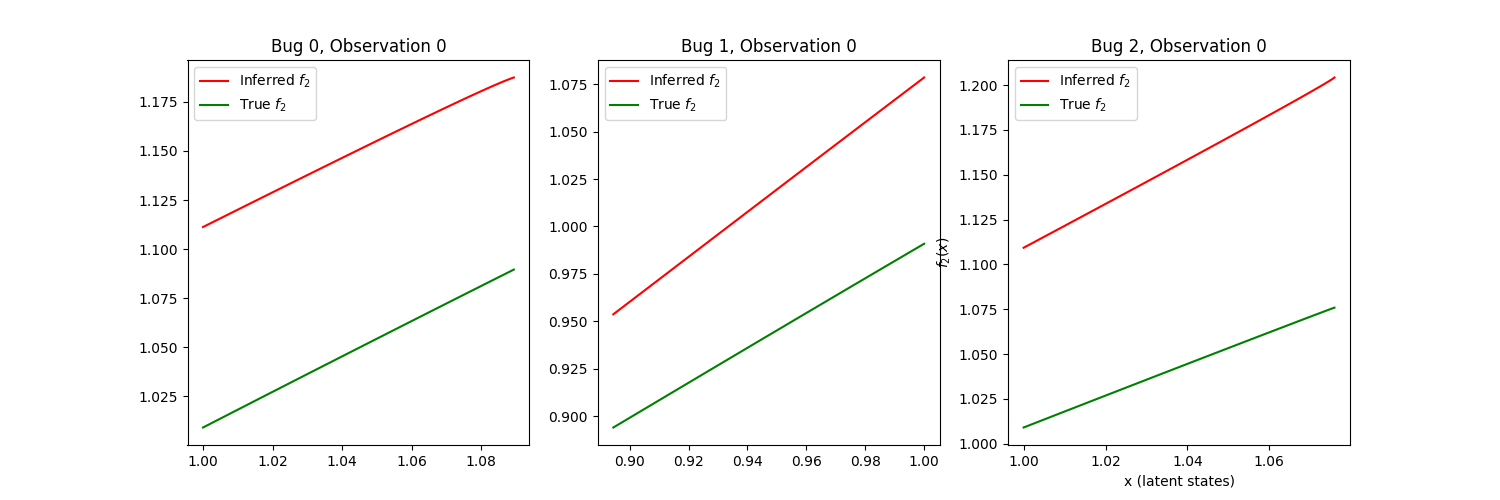 Bug 0, Observation 0
Inferred f₂
True f₂
1.175
1.150
1.125
1.100
1.075
1.050
1.025
1.00 1.02 1.04 1.06 1.08
Bug 1, Observation 0
Inferred f₂
True f₂
1.075
1.050
1.025
1.000
0.975
0.950
0.925
0.900
0.90 0.92 0.94 0.96 0.98 1.00
Bug 2, Observation 0
Inferred f₂
True f₂
f₂(x)
1.200
1.175
1.150
1.125
1.100
1.075
1.050
1.025
1.000
1.00 1.02 1.04 1.06
x (latent states)